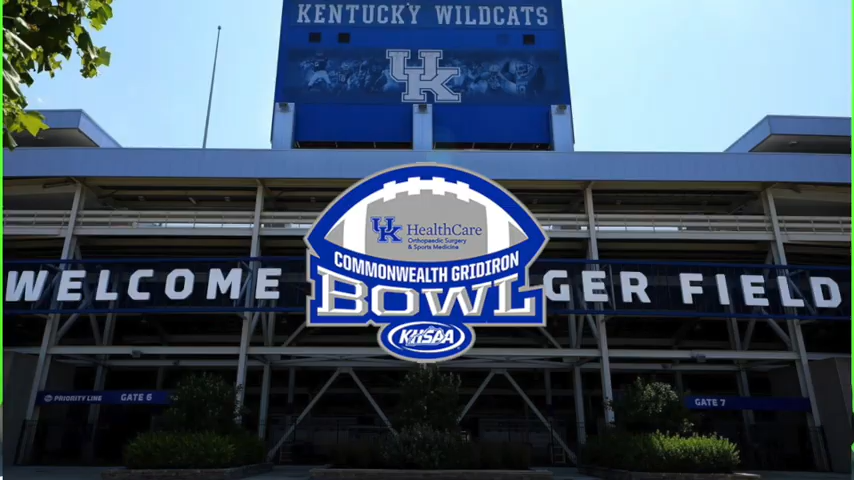 KENTUCKY WILDCATS
UK
UK HealthCare
Orthopaedic Surgery
& Sports Medicine
COMMONWEALTH GRIDIRON
BOWL
KHSAA
WELCOME GER FIELD
PRIORITY LINE GATE 6
GATE 7